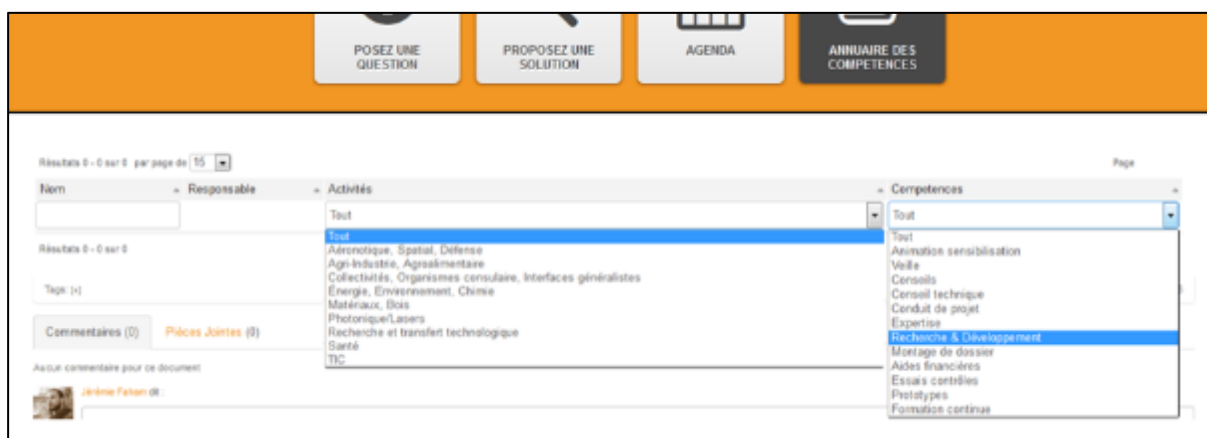 POSEZ UNE
QUESTION
PROPOSEZ UNE
SOLUTION
AGENDA
ANNUAIRE DES
COMPETENCES
Résultats 0 - 0 sur 0 par page de 15
Page
Nom
Responsable
Activités
Competences
Tout
Tout
Résultats 0 - 0 sur 0
Tout
Aéronotique, Spatial, Défense
Agri-Industrie, Agroalimentaire
Collectivités, Organismes consulaire, Interfaces généralistes
Énergie, Environnement, Chimie
Matériaux, Bois
Photonique/Lasers
Recherche et transfert technologique
Santé
TIC
Tout
Animation sensibilisation
Veille
Conseils
Conseil technique
Conduit de projet
Expertise
Recherche & Développement
Montage de dossier
Aides financières
Essais contrôles
Prototypes
Formation continue
Tags: [+]
Commentaires (0)
Pièces Jointes (0)
Aucun commentaire pour ce document
Jérémie dit :